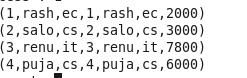 (1,rash,ec,1,rash,ec,2000)
(2,salo,cs,2,salo,cs,3000)
(3,renu,it,3,renu,it,7800)
(4,puja,cs,4,puja,cs,6000)